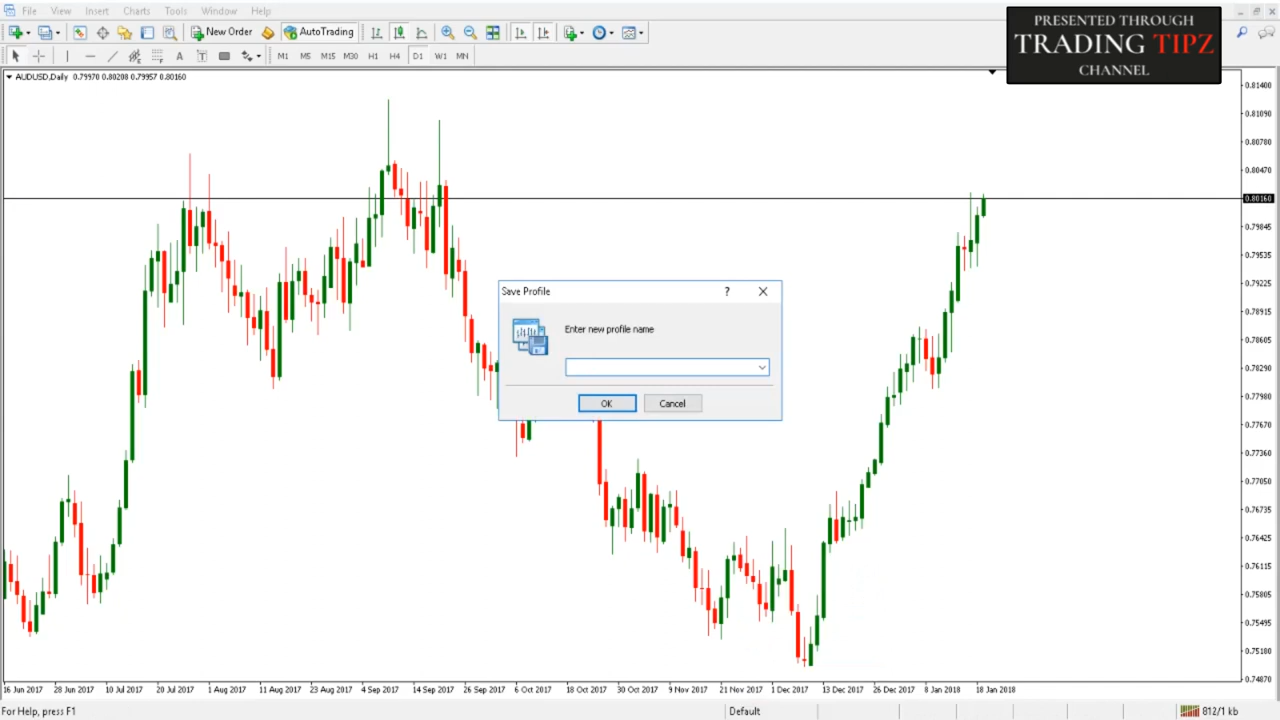 File View Insert Charts Tools Window Help
New Order AutoTrading
A T M1 M5 M15 M30 H1 H4 D1 W1 MN
PRESENTED THROUGH
TRADING TIPZ
CHANNEL
AUDUSD,Daily 0.79970 0.80208 0.79957 0.80160
0.81400
0.81090
0.80780
0.80470
0.80160
0.79845
0.79535
0.79225
0.78915
0.78605
0.78290
0.77980
0.77670
0.77360
0.77050
0.76735
0.76425
0.76115
0.75805
0.75495
0.75180
0.74870
Save Profile ? 
Enter new profile name
OK Cancel
16 Jun 2017 28 Jun 2017 10 Jul 2017 20 Jul 2017 1 Aug 2017 11 Aug 2017 23 Aug 2017 4 Sep 2017 14 Sep 2017 26 Sep 2017 6 Oct 2017 18 Oct 2017 30 Oct 2017 9 Nov 2017 21 Nov 2017 1 Dec 2017 13 Dec 2017 26 Dec 2017 8 Jan 2018 18 Jan 2018
For Help, press F1
Default
812/1 kb